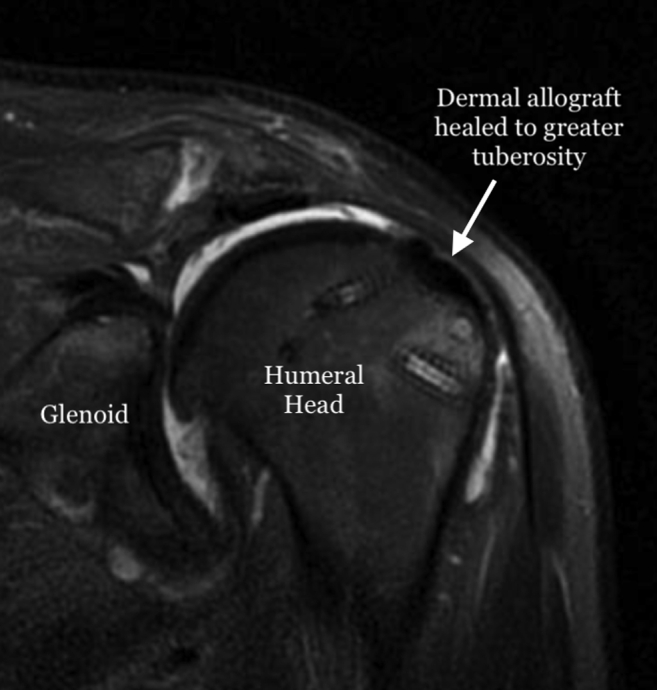 Dermal allograft
healed to greater
tuberosity
Humeral
Head
Glenoid